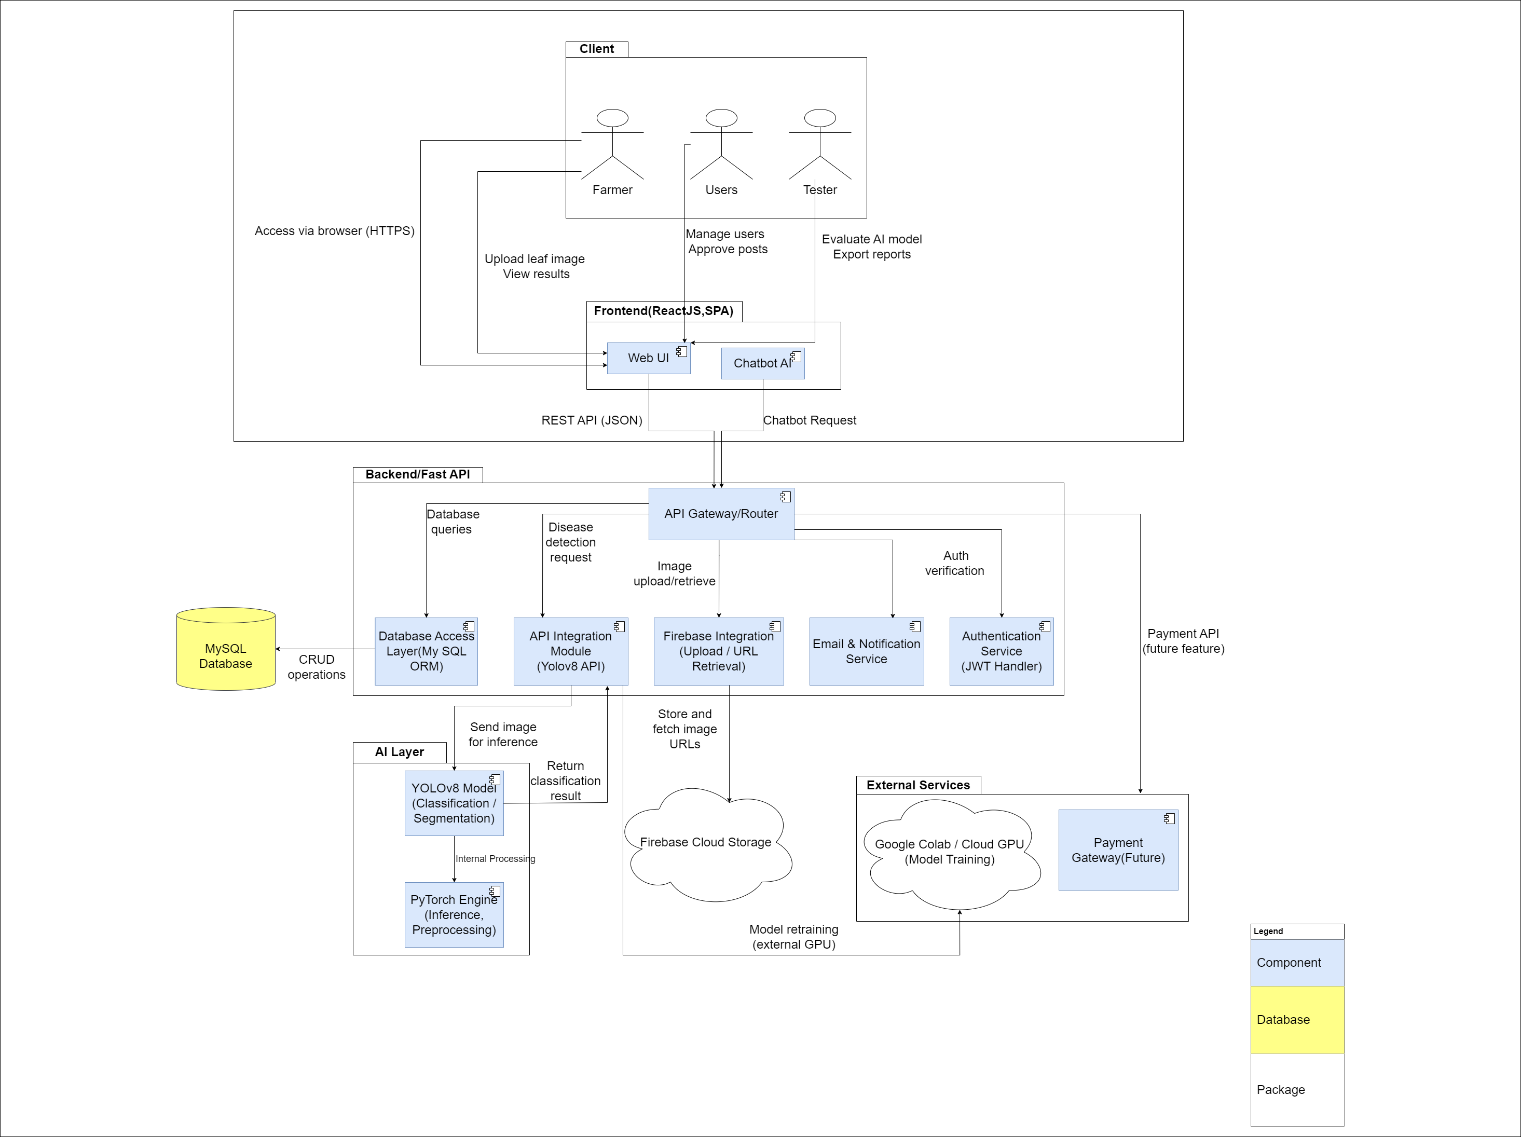 Client
Farmer
Users
Tester
Access via browser (HTTPS)
Upload leaf image
View results
Manage users
Approve posts
Evaluate AI model
Export reports
Frontend(ReactJS,SPA)
Web UI
Chatbot AI
REST API (JSON)
Chatbot Request
Backend/Fast API
API Gateway/Router
Database
queries
Disease
detection
request
Image
upload/retrieve
Auth
verification
Payment API
(future feature)
MySQL
Database
CRUD
operations
Database Access
Layer(My SQL
ORM)
API Integration
Module
(Yolov8 API)
Firebase Integration
(Upload / URL
Retrieval)
Email & Notification
Service
Authentication
Service
(JWT Handler)
Send image
for inference
Store and
fetch image
URLs
AI Layer
Return
classification
result
YOLOv8 Model
(Classification /
Segmentation)
Internal Processing
PyTorch Engine
(Inference,
Preprocessing)
Firebase Cloud Storage
External Services
Google Colab / Cloud GPU
(Model Training)
Payment
Gateway(Future)
Model retraining
(external GPU)
Legend
Component
Database
Package